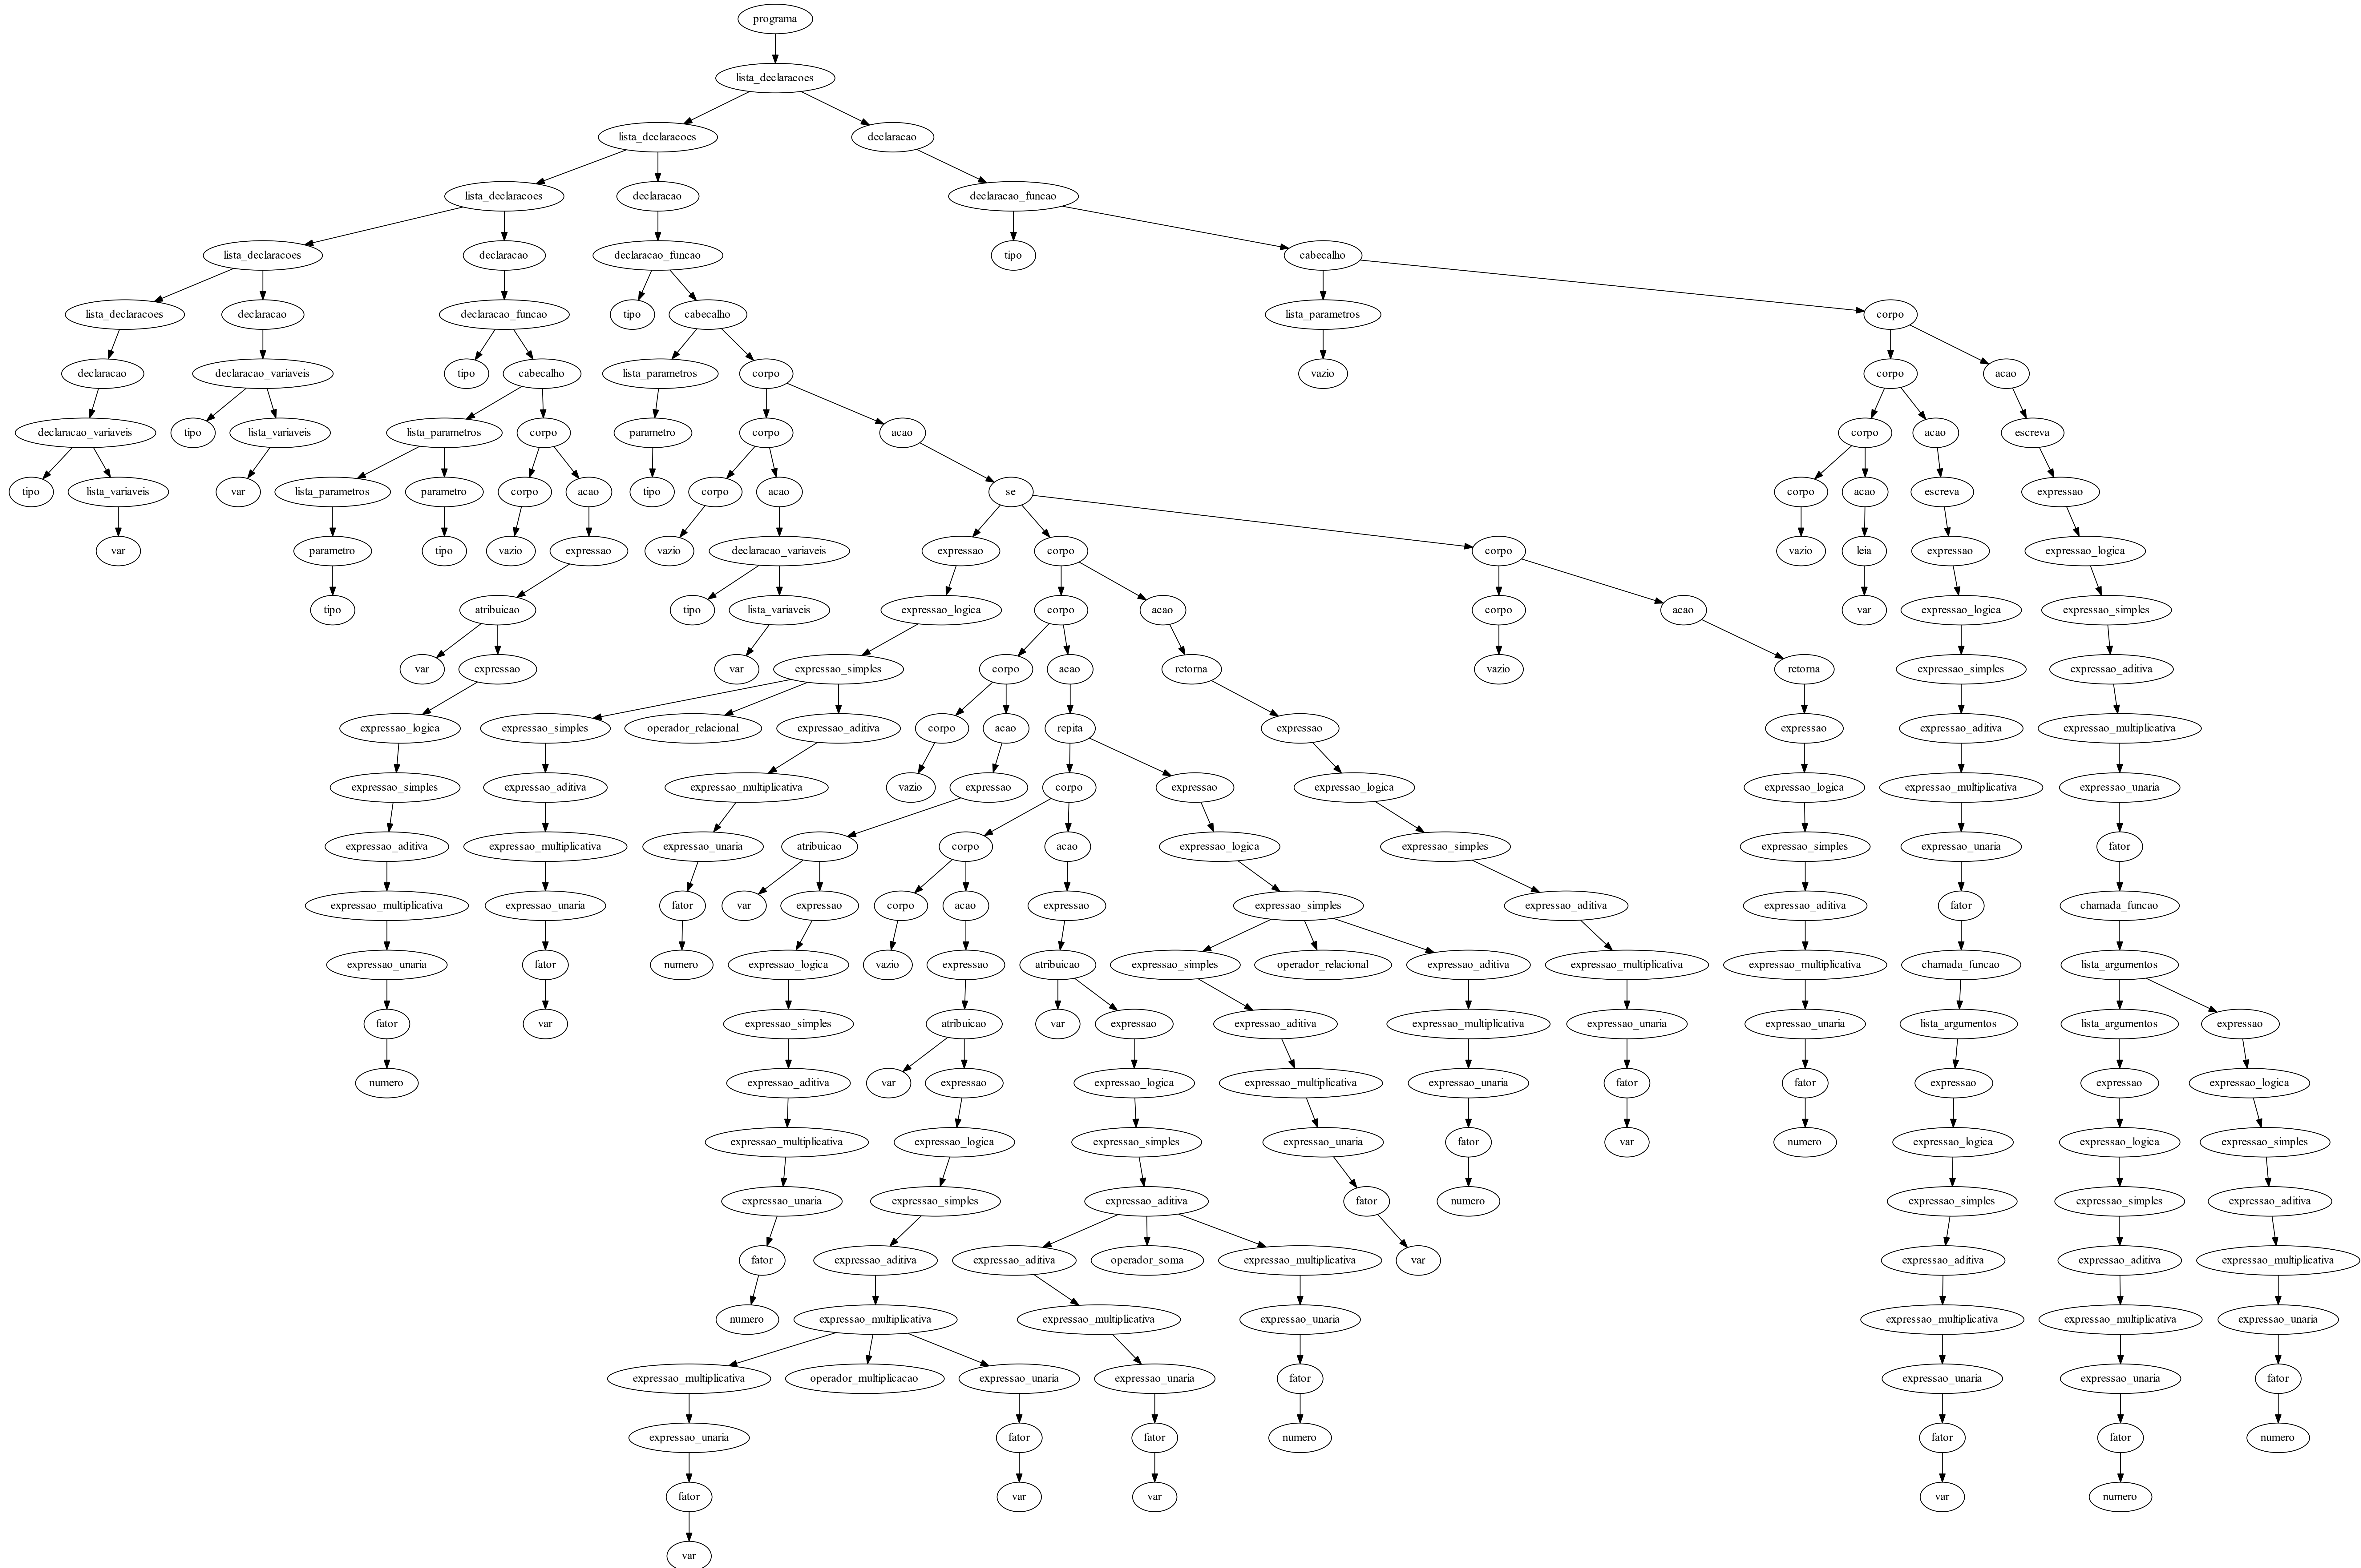 programa
lista_declaracoes
lista_declaracoes declaracao
lista_declaracoes declaracao declaracao_funcao
lista_declaracoes declaracao declaracao_funcao tipo cabecalho
lista_declaracoes declaracao declaracao_funcao tipo cabecalho lista_parametros corpo
declaracao declaracao_variaveis tipo cabecalho lista_parametros corpo vazio corpo acao
declaracao_variaveis tipo lista_variaveis lista_parametros corpo parametro corpo acao corpo acao escreva
tipo lista_variaveis var lista_parametros parametro corpo acao tipo corpo acao se corpo acao escreva expressao
var parametro tipo vazio expressao vazio declaracao_variaveis expressao corpo corpo vazio leia expressao expressao_logica
tipo atribuicao tipo lista_variaveis expressao_logica corpo acao corpo acao var expressao_logica expressao_simples
var expressao var expressao_simples corpo acao retorna vazio retorna expressao_simples expressao_aditiva
expressao_logica expressao_simples operador_relacional expressao_aditiva corpo acao repita expressao expressao expressao_aditiva expressao_multiplicativa
expressao_simples expressao_aditiva expressao_multiplicativa vazio expressao corpo expressao expressao_logica expressao_logica expressao_multiplicativa expressao_unaria
expressao_aditiva expressao_multiplicativa expressao_unaria atribuicao corpo acao expressao_logica expressao_simples expressao_simples expressao_unaria fator
expressao_multiplicativa expressao_unaria fator var expressao corpo acao expressao expressao_simples expressao_aditiva expressao_aditiva fator chamada_funcao
expressao_unaria fator numero expressao_logica vazio expressao atribuicao expressao_simples operador_relacional expressao_aditiva expressao_multiplicativa expressao_multiplicativa chamada_funcao lista_argumentos
fator var expressao_simples atribuicao var expressao expressao_aditiva expressao_multiplicativa expressao_unaria expressao_unaria lista_argumentos lista_argumentos expressao
numero expressao_aditiva var expressao expressao_logica expressao_multiplicativa expressao_unaria fator fator expressao expressao expressao_logica
expressao_multiplicativa expressao_logica expressao_simples expressao_unaria fator var numero expressao_logica expressao_logica expressao_simples
expressao_unaria expressao_simples expressao_aditiva fator numero expressao_simples expressao_simples expressao_aditiva
fator expressao_aditiva expressao_aditiva operador_soma expressao_multiplicativa var expressao_aditiva expressao_aditiva expressao_multiplicativa
numero expressao_multiplicativa expressao_multiplicativa expressao_unaria expressao_multiplicativa expressao_multiplicativa expressao_unaria
expressao_multiplicativa operador_multiplicacao expressao_unaria expressao_unaria fator expressao_unaria expressao_unaria fator
expressao_unaria fator fator numero fator fator numero
fator var var var numero
var